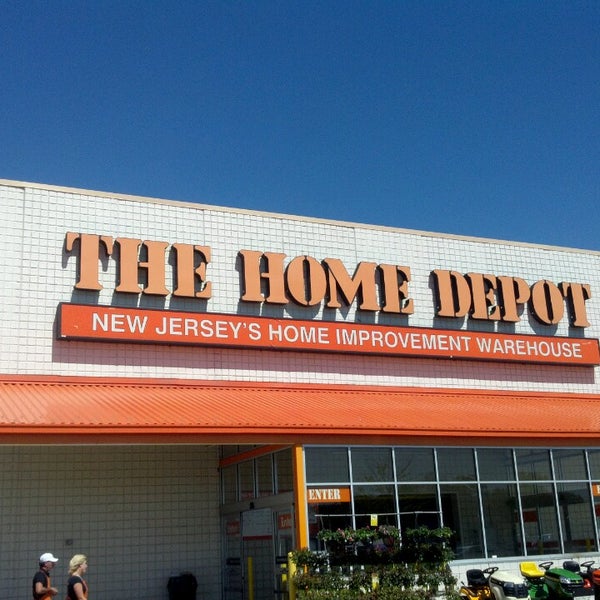 THE HOME DEPOT
NEW JERSEY'S HOME IMPROVEMENT WAREHOUSE
ENTER